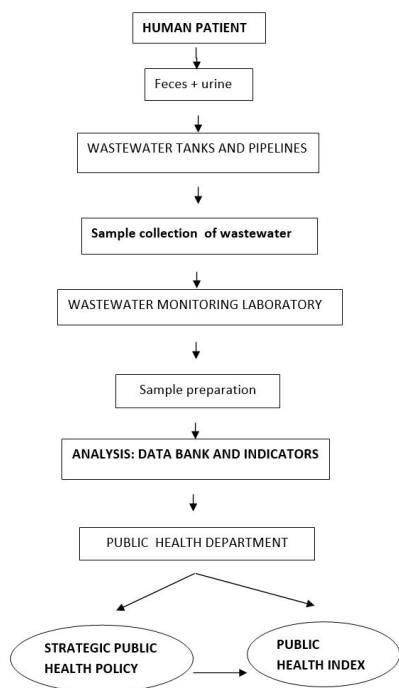 HUMAN PATIENT
Feces + urine
WASTEWATER TANKS AND PIPELINES
Sample collection of wastewater
WASTEWATER MONITORING LABORATORY
Sample preparation
ANALYSIS: DATA BANK AND INDICATORS
PUBLIC HEALTH DEPARTMENT
STRATEGIC PUBLIC
HEALTH POLICY
PUBLIC
HEALTH INDEX